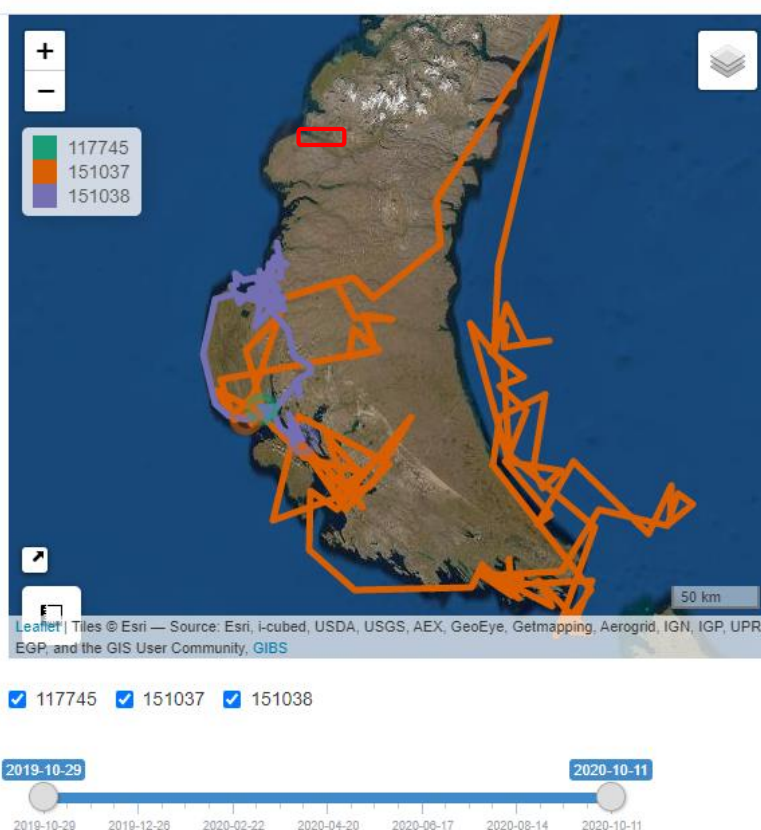 +
−
117745
151037
151038
50 km
Leaflet | Tiles © Esri — Source: Esri, i-cubed, USDA, USGS, AEX, GeoEye, Getmapping, Aerogrid, IGN, IGP, UPR
EGP, and the GIS User Community, GIBS
117745 151037 151038
2019-10-29 2020-10-11
2019-10-29 2019-12-26 2020-02-22 2020-04-20 2020-06-17 2020-08-14 2020-10-11